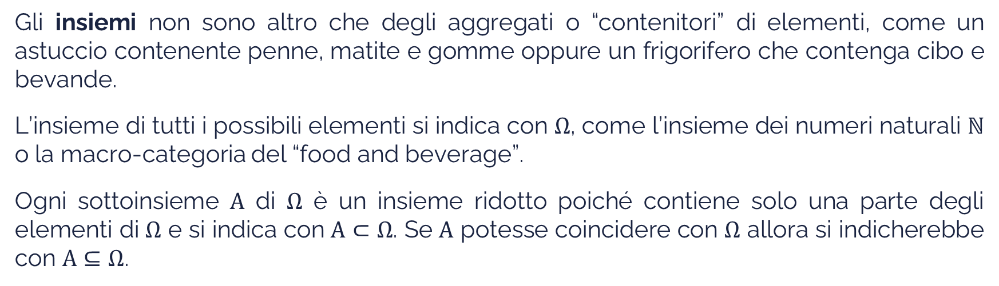 Gli insiemi non sono altro che degli aggregati o “contenitori” di elementi, come un
astuccio contenente penne, matite e gomme oppure un frigorifero che contenga cibo e
bevande.
L’insieme di tutti i possibili elementi si indica con Ω, come l’insieme dei numeri naturali ℕ
o la macro-categoria del “food and beverage”.
Ogni sottoinsieme A di Ω è un insieme ridotto poiché contiene solo una parte degli
elementi di Ω e si indica con A ⊂ Ω. Se A potesse coincidere con Ω allora si indicherebbe
con A ⊆ Ω.